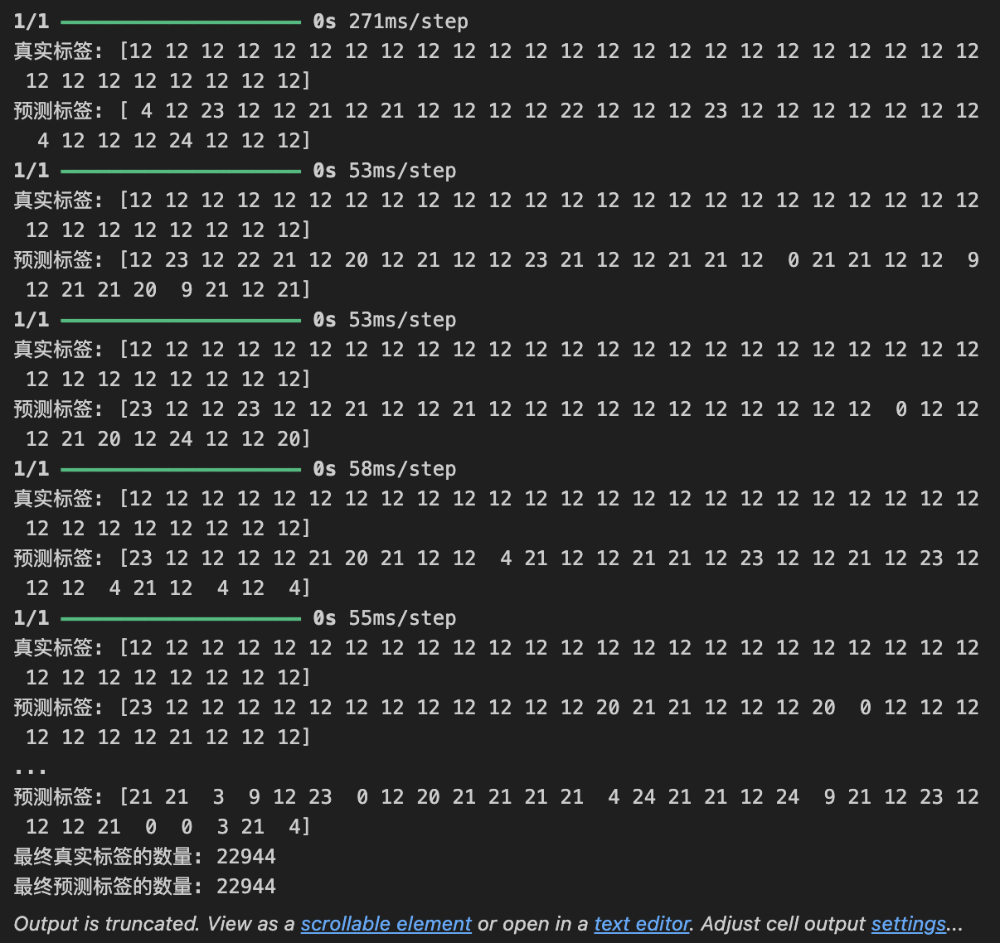 1/1 ━━━━━━━━━━━━━━━━━━━━ 0s 271ms/step
真实标签: [12 12 12 12 12 12 12 12 12 12 12 12 12 12 12 12 12 12 12 12 12 12 12 12
 12 12 12 12 12 12 12 12]
预测标签: [ 4 12 23 12 12 21 12 21 12 12 12 12 22 12 12 12 23 12 12 12 12 12 12 12
  4 12 12 12 24 12 12 12]
1/1 ━━━━━━━━━━━━━━━━━━━━ 0s 53ms/step
真实标签: [12 12 12 12 12 12 12 12 12 12 12 12 12 12 12 12 12 12 12 12 12 12 12 12
 12 12 12 12 12 12 12 12]
预测标签: [12 23 12 22 21 12 20 12 21 12 12 23 21 12 12 21 21 12  0 21 21 12 12  9
 12 21 21 20  9 21 12 21]
1/1 ━━━━━━━━━━━━━━━━━━━━ 0s 53ms/step
真实标签: [12 12 12 12 12 12 12 12 12 12 12 12 12 12 12 12 12 12 12 12 12 12 12 12
 12 12 12 12 12 12 12 12]
预测标签: [23 12 12 23 12 12 21 12 12 21 12 12 12 12 12 12 12 12 12 12 12  0 12 12
 12 21 20 12 24 12 12 20]
1/1 ━━━━━━━━━━━━━━━━━━━━ 0s 58ms/step
真实标签: [12 12 12 12 12 12 12 12 12 12 12 12 12 12 12 12 12 12 12 12 12 12 12 12
 12 12 12 12 12 12 12 12]
预测标签: [23 12 12 12 12 21 20 21 12 12  4 21 12 12 21 21 12 23 12 12 21 12 23 12
 12 12  4 21 12  4 12  4]
1/1 ━━━━━━━━━━━━━━━━━━━━ 0s 55ms/step
真实标签: [12 12 12 12 12 12 12 12 12 12 12 12 12 12 12 12 12 12 12 12 12 12 12 12
 12 12 12 12 12 12 12 12]
预测标签: [23 12 12 12 12 12 12 12 12 12 12 12 12 20 21 21 12 12 12 20  0 12 12 12
 12 12 12 12 21 12 12 12]
...
预测标签: [21 21  3  9 12 23  0 12 20 21 21 21 21  4 24 21 21 12 24  9 21 12 23 12
 12 12 21  0  0  3 21  4]
最终真实标签的数量: 22944
最终预测标签的数量: 22944
Output is truncated. View as a scrollable element or open in a text editor. Adjust cell output settings...